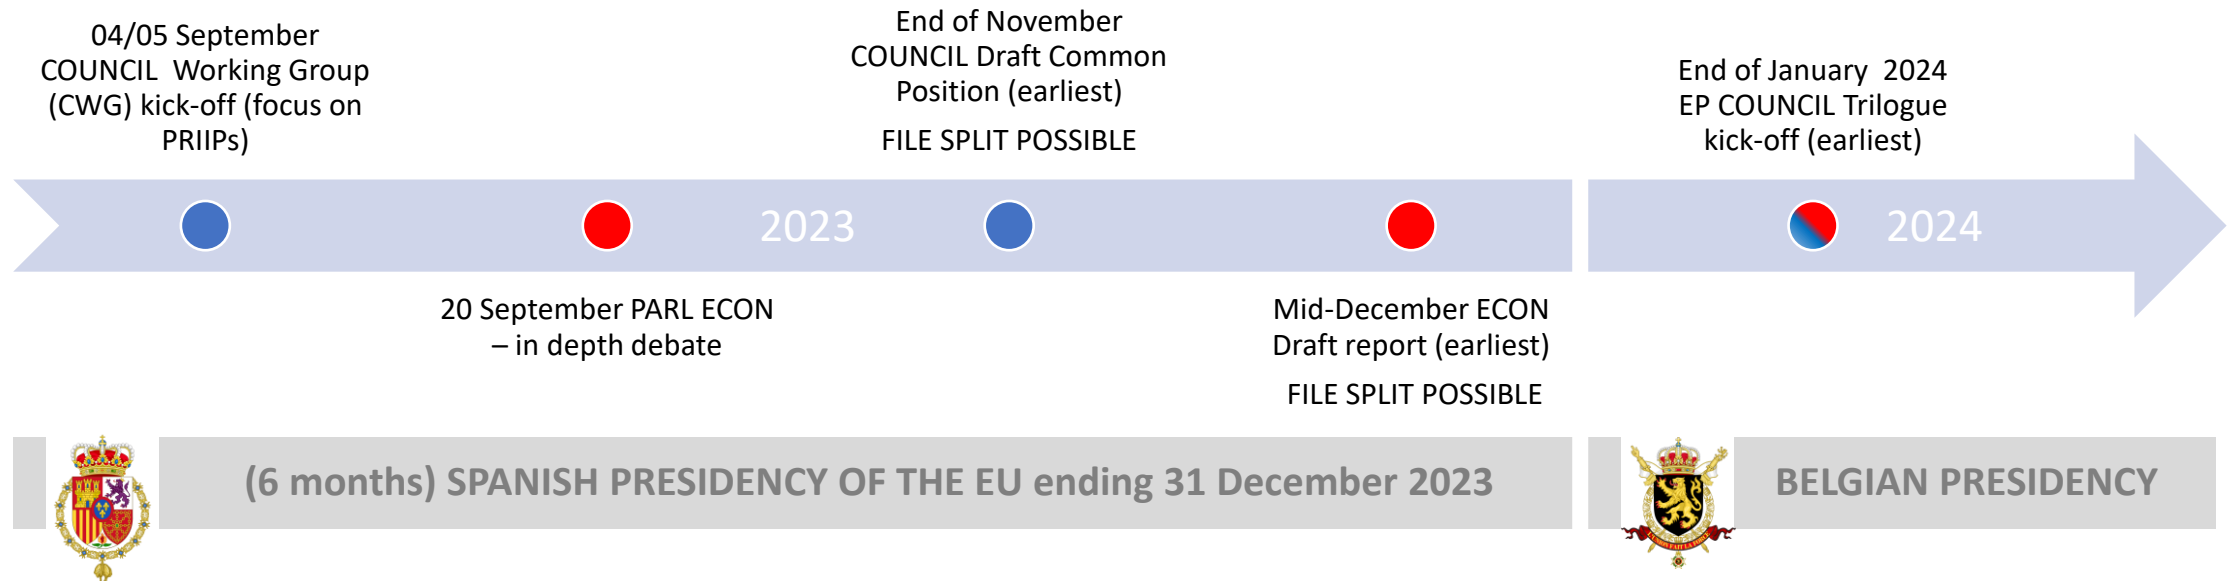 04/05 September
COUNCIL Working Group
(CWG) kick-off (focus on
PRIIPs)
End of November
COUNCIL Draft Common
Position (earliest)
FILE SPLIT POSSIBLE
End of January 2024
EP COUNCIL Trilogue
kick-off (earliest)
2023
2024
20 September PARL ECON
– in depth debate
Mid-December ECON
Draft report (earliest)
FILE SPLIT POSSIBLE
(6 months) SPANISH PRESIDENCY OF THE EU ending 31 December 2023
BELGIAN PRESIDENCY